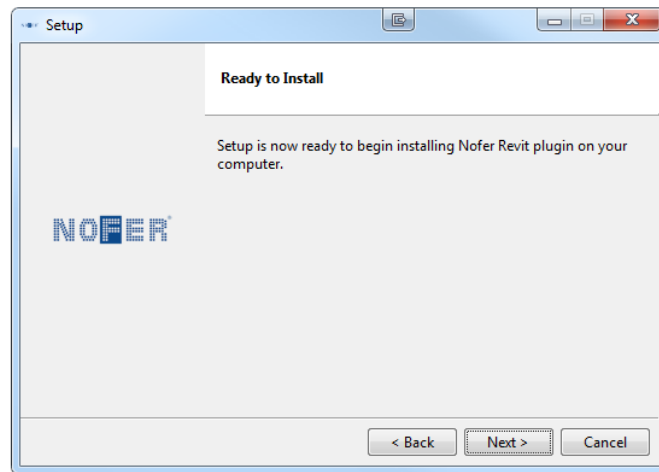 Setup
Ready to Install
Setup is now ready to begin installing Nofer Revit plugin on your
computer.
NOFER®
< Back
Next >
Cancel